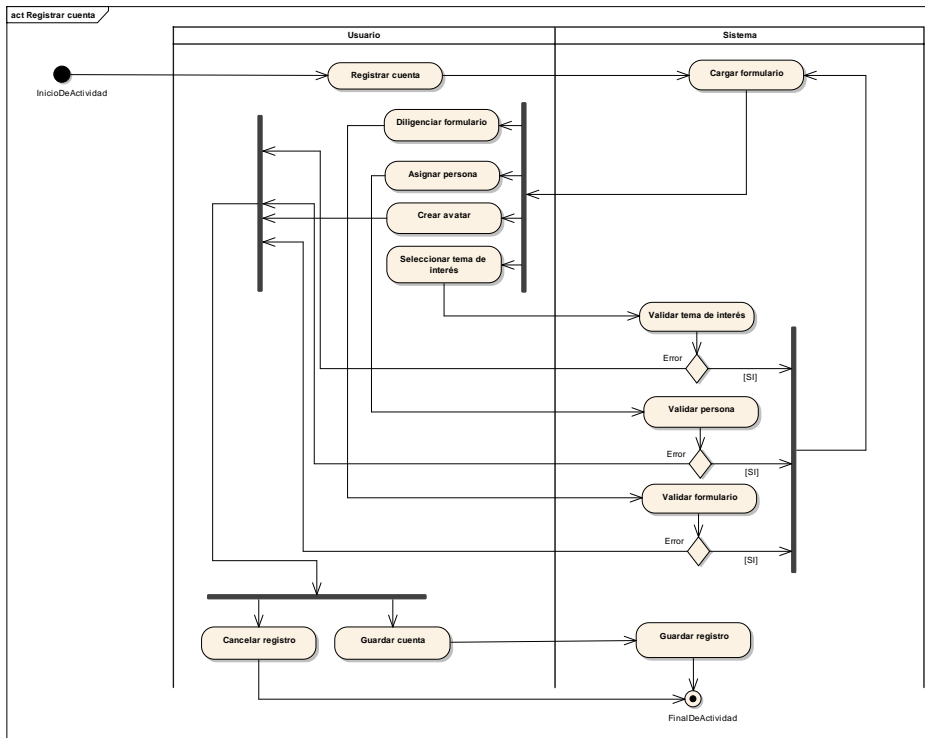 act Registrar cuenta
Usuario
Sistema
InicioDeActividad
Registrar cuenta
Cargar formulario
Diligenciar formulario
Asignar persona
Crear avatar
Seleccionar tema de
interés
Validar tema de interés
Error
[SI]
Validar persona
Error
[SI]
Validar formulario
Error
[SI]
Cancelar registro
Guardar cuenta
Guardar registro
FinalDeActividad